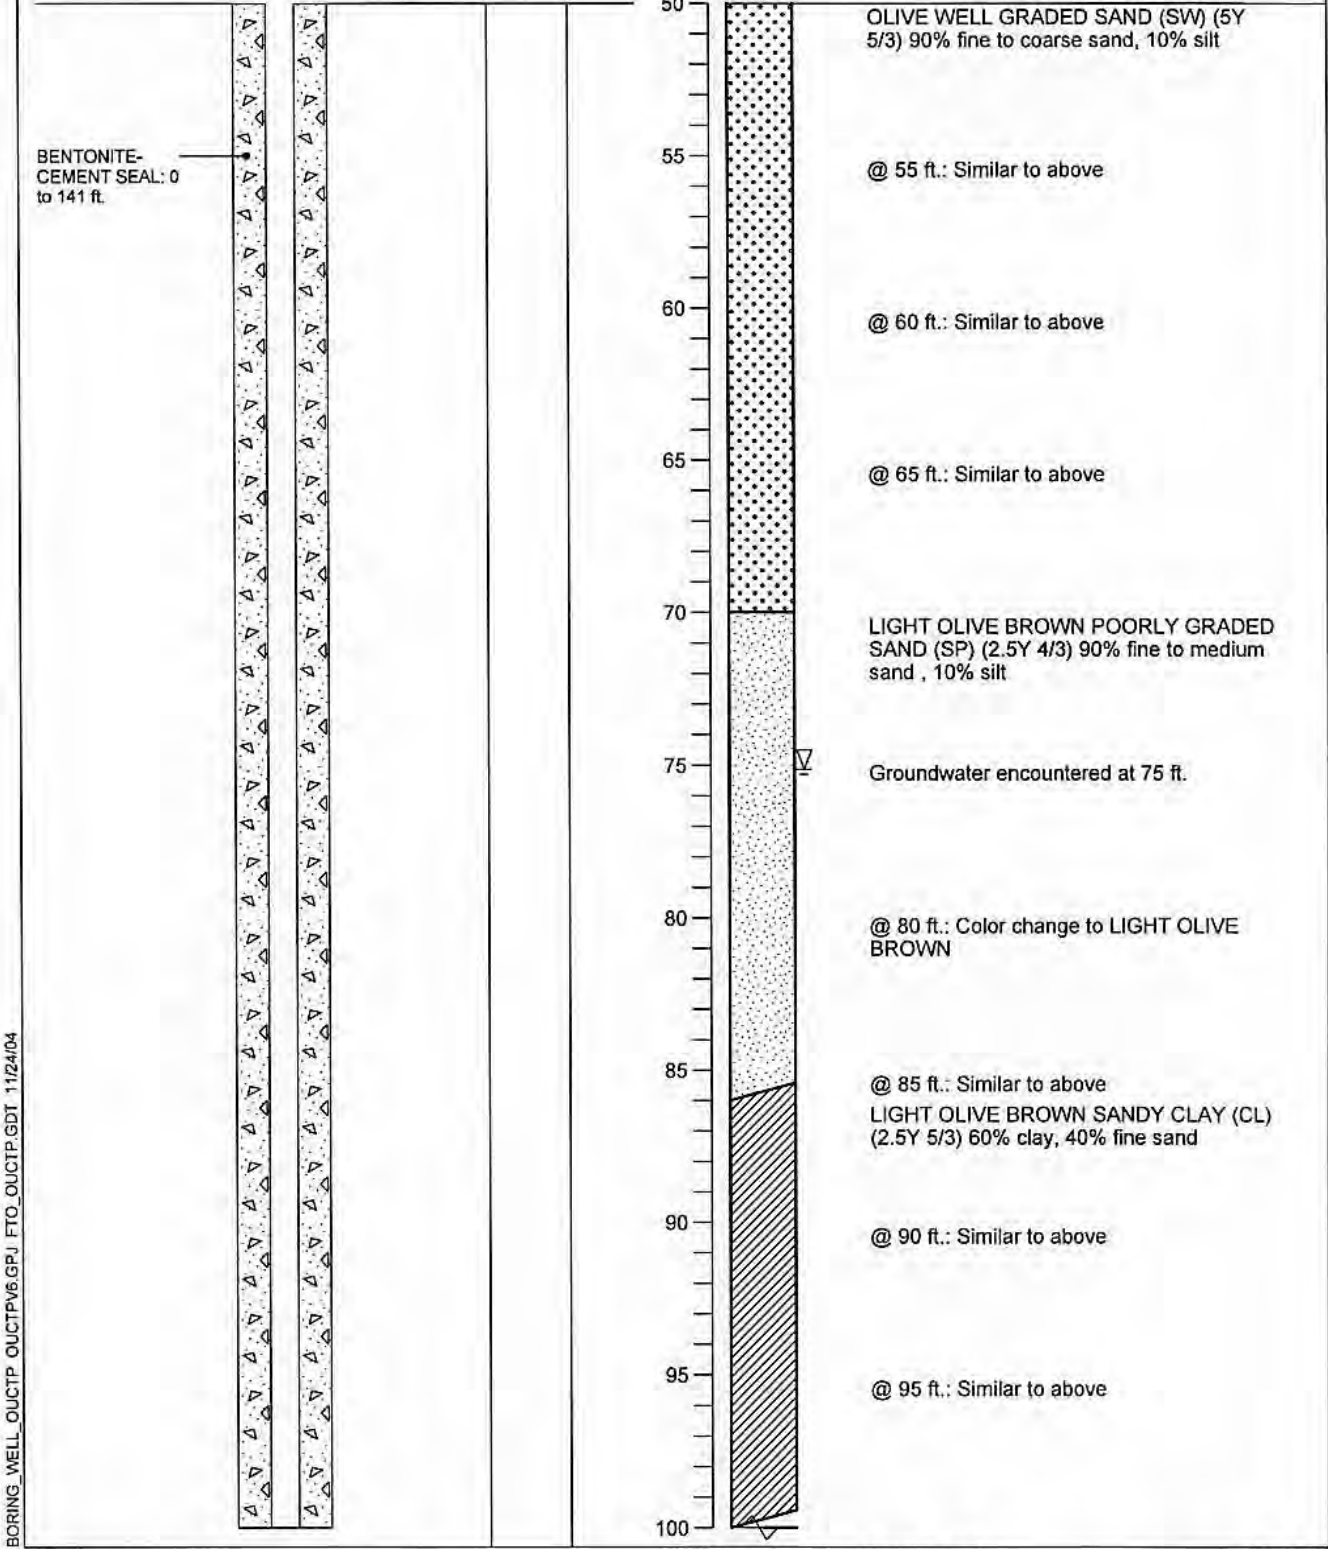 50
OLIVE WELL GRADED SAND (SW) (5Y
5/3) 90% fine to coarse sand, 10% silt
BENTONITE-
CEMENT SEAL: 0
to 141 ft.
55
@ 55 ft.: Similar to above
60
@ 60 ft.: Similar to above
65
@ 65 ft.: Similar to above
70
LIGHT OLIVE BROWN POORLY GRADED
SAND (SP) (2.5Y 4/3) 90% fine to medium
sand , 10% silt
75
Groundwater encountered at 75 ft.
80
@ 80 ft.: Color change to LIGHT OLIVE
BROWN
85
@ 85 ft.: Similar to above
LIGHT OLIVE BROWN SANDY CLAY (CL)
(2.5Y 5/3) 60% clay, 40% fine sand
90
@ 90 ft.: Similar to above
95
@ 95 ft.: Similar to above
100
BORING_WELL_OUCTP OUCTPV6.GPJ FTO_OUCTP.GDT 11/24/04